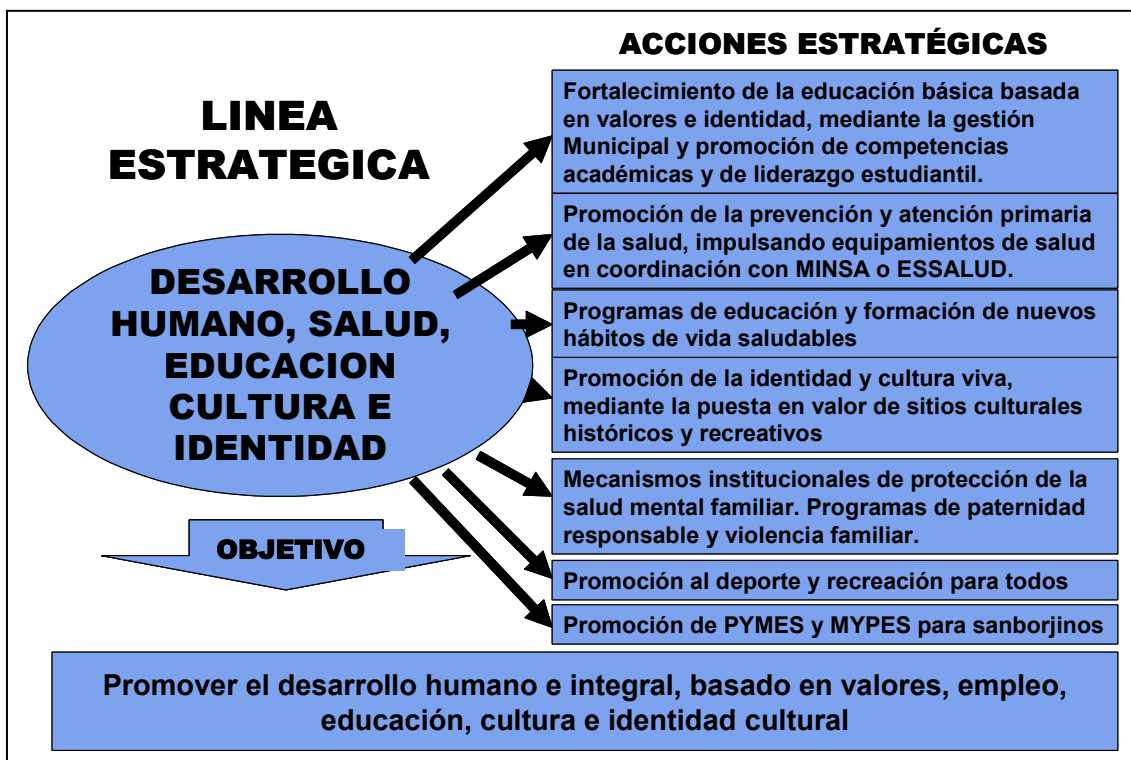 LINEA
ESTRATEGICA
DESARROLLO
HUMANO, SALUD,
EDUCACION
CULTURA E
IDENTIDAD
OBJETIVO
ACCIONES ESTRATÉGICAS
Fortalecimiento de la educación básica basada
en valores e identidad, mediante la gestión
Municipal y promoción de competencias
académicas y de liderazgo estudiantil.
Promoción de la prevención y atención primaria
de la salud, impulsando equipamientos de salud
en coordinación con MINSA o ESSALUD.
Programas de educación y formación de nuevos
hábitos de vida saludables
Promoción de la identidad y cultura viva,
mediante la puesta en valor de sitios culturales
históricos y recreativos
Mecanismos institucionales de protección de la
salud mental familiar. Programas de paternidad
responsable y violencia familiar.
Promoción al deporte y recreación para todos
Promoción de PYMES y MYPES para sanborjinos
Promover el desarrollo humano e integral, basado en valores, empleo,
educación, cultura e identidad cultural